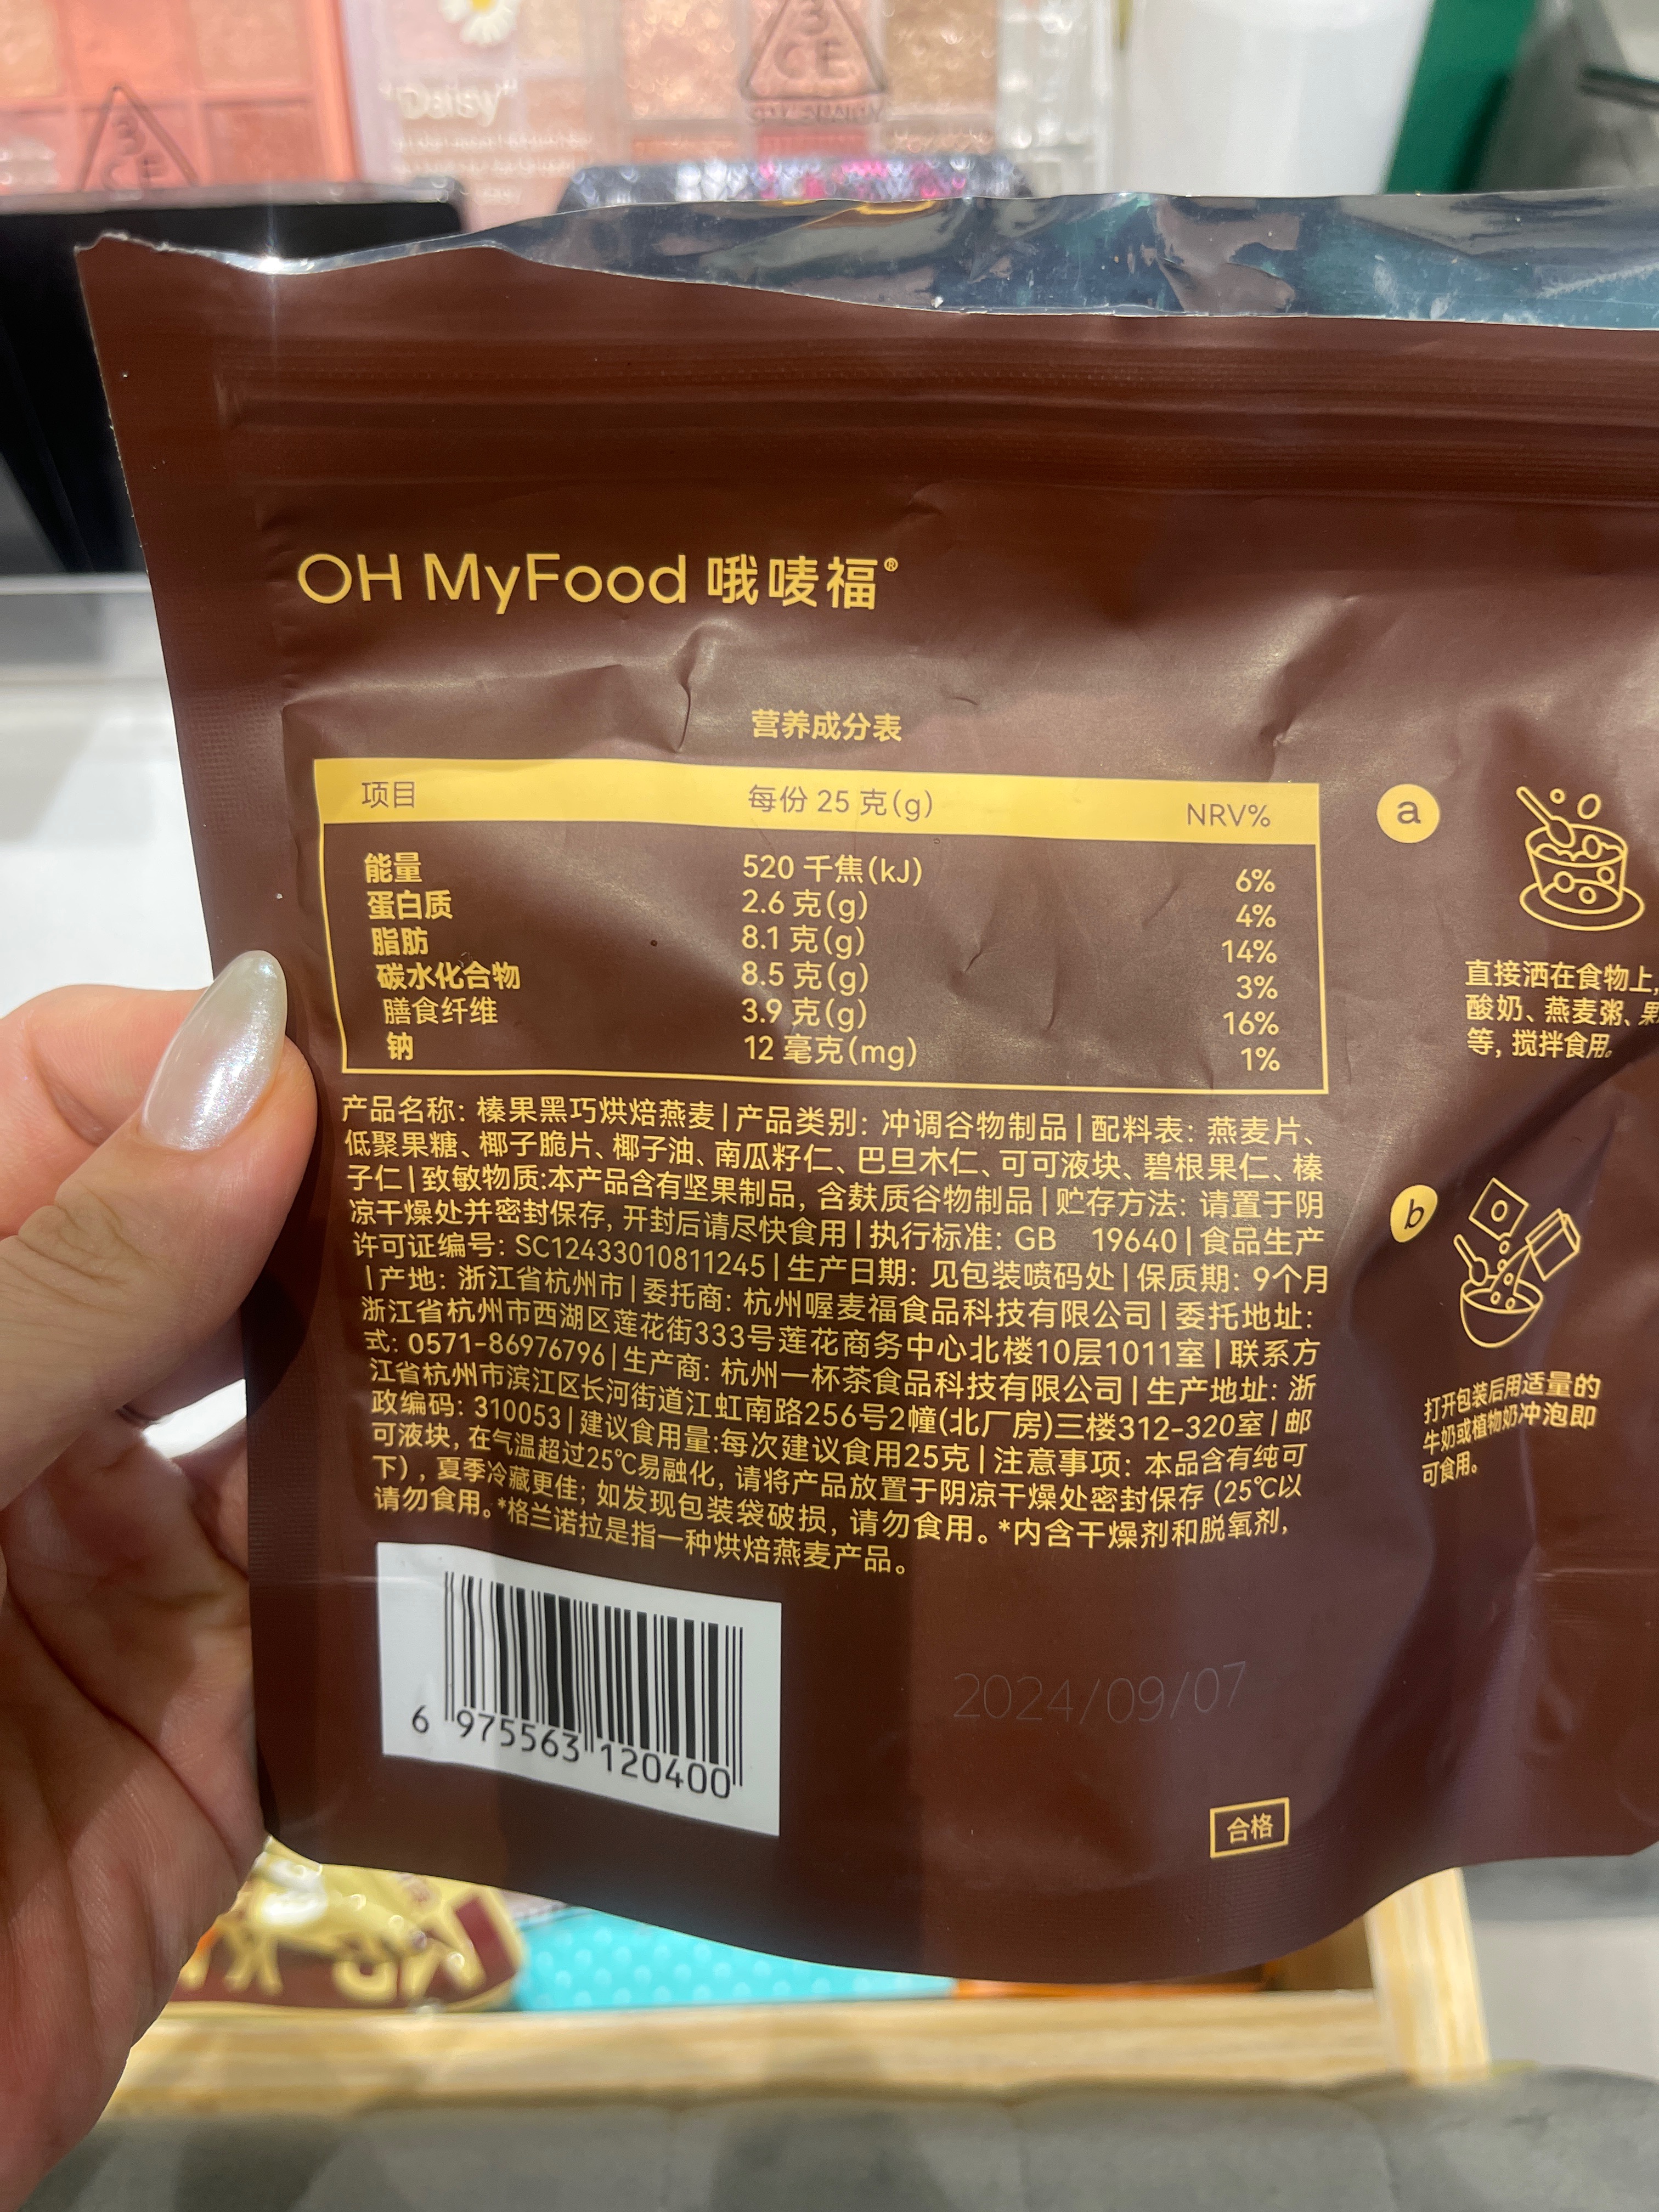 3
CE
"Daisy"
3
CE
OH MyFood 哦唛福®
营养成分表
项目 每份 25 克(g) NRV%
能量 520 千焦(kJ) 6%
蛋白质 2.6 克(g) 4%
脂肪 8.1 克(g) 14%
碳水化合物 8.5 克(g) 3%
膳食纤维 3.9 克(g) 16%
钠 12 毫克(mg) 1%
产品名称: 榛果黑巧烘焙燕麦|产品类别: 冲调谷物制品|配料表: 燕麦片、
低聚果糖、椰子脆片、椰子油、南瓜籽仁、巴旦木仁、可可液块、碧根果仁、榛
子仁|致敏物质:本产品含有坚果制品, 含麸质谷物制品|贮存方法: 请置于阴
凉干燥处并密封保存, 开封后请尽快食用|执行标准: GB 19640|食品生产
许可证编号: SC12433010811245|生产日期: 见包装喷码处|保质期: 9个月
|产地: 浙江省杭州市|委托商: 杭州喔麦福食品科技有限公司|委托地址:
浙江省杭州市西湖区莲花街333号莲花商务中心北楼10层1011室|联系方
式: 0571-86976796|生产商: 杭州一杯茶食品科技有限公司|生产地址: 浙
江省杭州市滨江区长河街道江虹南路256号2幢(北厂房)三楼312-320室|邮
政编码: 310053|建议食用量:每次建议食用25克|注意事项: 本品含有纯可
可液块, 在气温超过25℃易融化, 请将产品放置于阴凉干燥处密封保存 (25℃以
下) , 夏季冷藏更佳; 如发现包装袋破损, 请勿食用。*内含干燥剂和脱氧剂,
请勿食用。*格兰诺拉是指一种烘焙燕麦产品。
6 975563 120400
2024/09/07
合格
a
直接洒在食物上,
酸奶、燕麦粥、果
等, 搅拌食用。
b
打开包装后用适量的
牛奶或植物奶冲泡即
可食用。